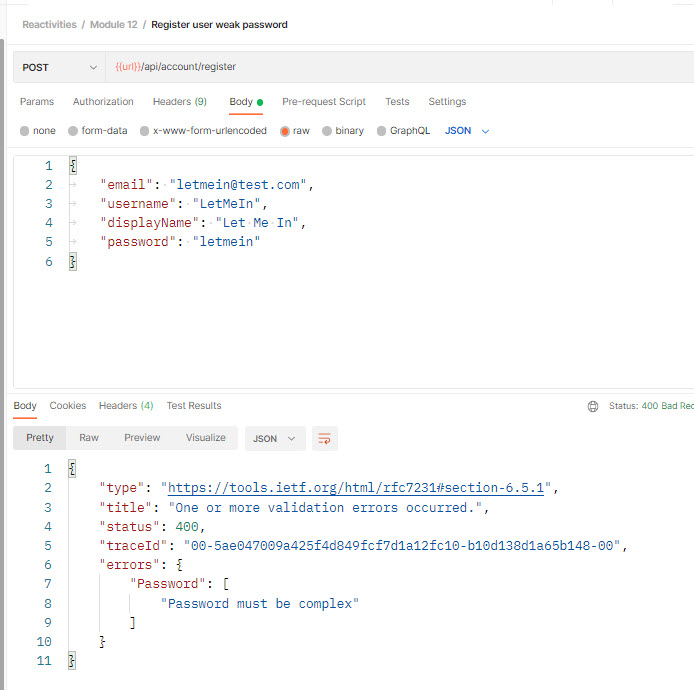 Reactivities / Module 12 / Register user weak password
POST {{url}}/api/account/register
Params Authorization Headers (9) Body Pre-request Script Tests Settings
none form-data x-www-form-urlencoded raw binary GraphQL JSON
1 {
2 "email": "letmein@test.com",
3 "username": "LetMeIn",
4 "displayName": "Let Me In",
5 "password": "letmein"
6 }
Body Cookies Headers (4) Test Results Status: 400 Bad Rec
Pretty Raw Preview Visualize JSON
1 {
2 "type": "https://tools.ietf.org/html/rfc7231#section-6.5.1",
3 "title": "One or more validation errors occurred.",
4 "status": 400,
5 "traceId": "00-5ae047009a425f4d849fcf7d1a12fc10-b10d138d1a65b148-00",
6 "errors": {
7 "Password": [
8 "Password must be complex"
9 ]
10 }
11 }